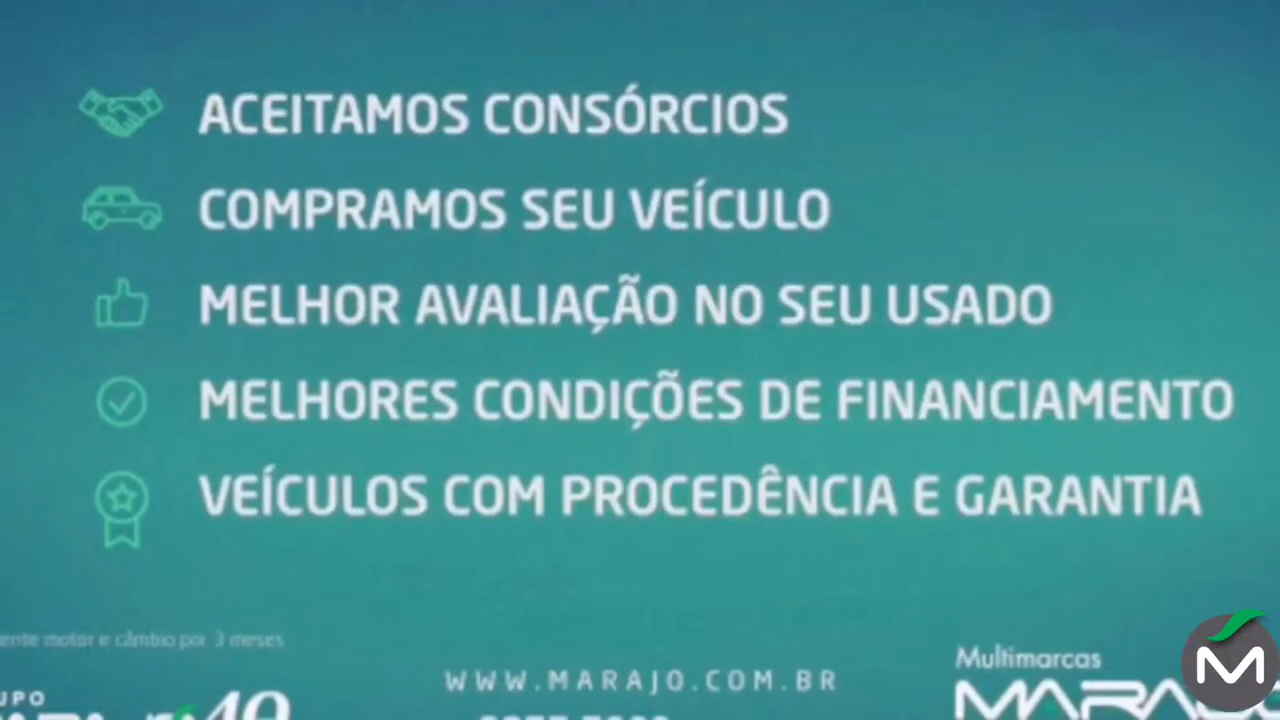 ACEITAMOS CONSÓRCIOS
COMPRAMOS SEU VEÍCULO
MELHOR AVALIAÇÃO NO SEU USADO
MELHORES CONDIÇÕES DE FINANCIAMENTO
VEÍCULOS COM PROCEDÊNCIA E GARANTIA
motor e câmbio por 3 meses
WWW.MARAJO.COM.BR
Multimarcas
M